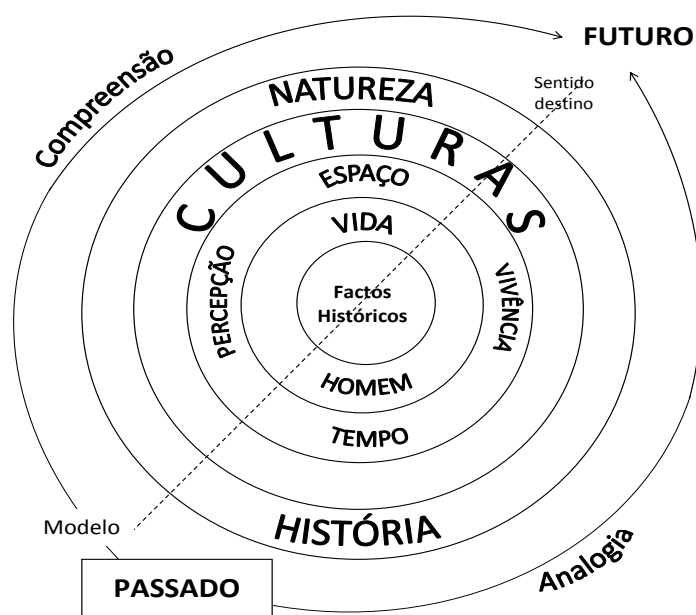 FUTURO
Compreensão
Sentido
destino
NATUREZA
CULTURAS
ESPAÇO
VIDA
PERCEPÇÃO
VIVÊNCIA
Factos
Históricos
HOMEM
TEMPO
Modelo
HISTÓRIA
Analogia
PASSADO